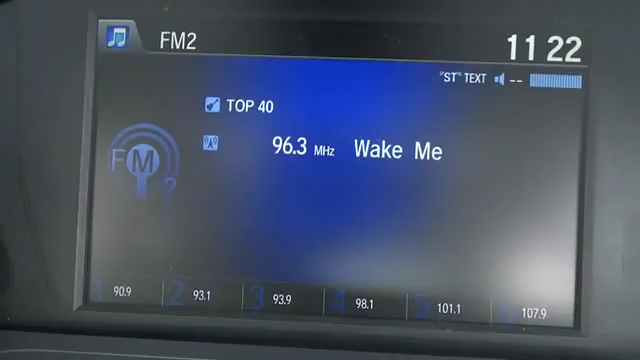 FM2
11 22
"ST" TEXT --
TOP 40
FM
2
96.3 MHz Wake Me
1 90.9 2 93.1 3 93.9 4 98.1 5 101.1 6 107.9